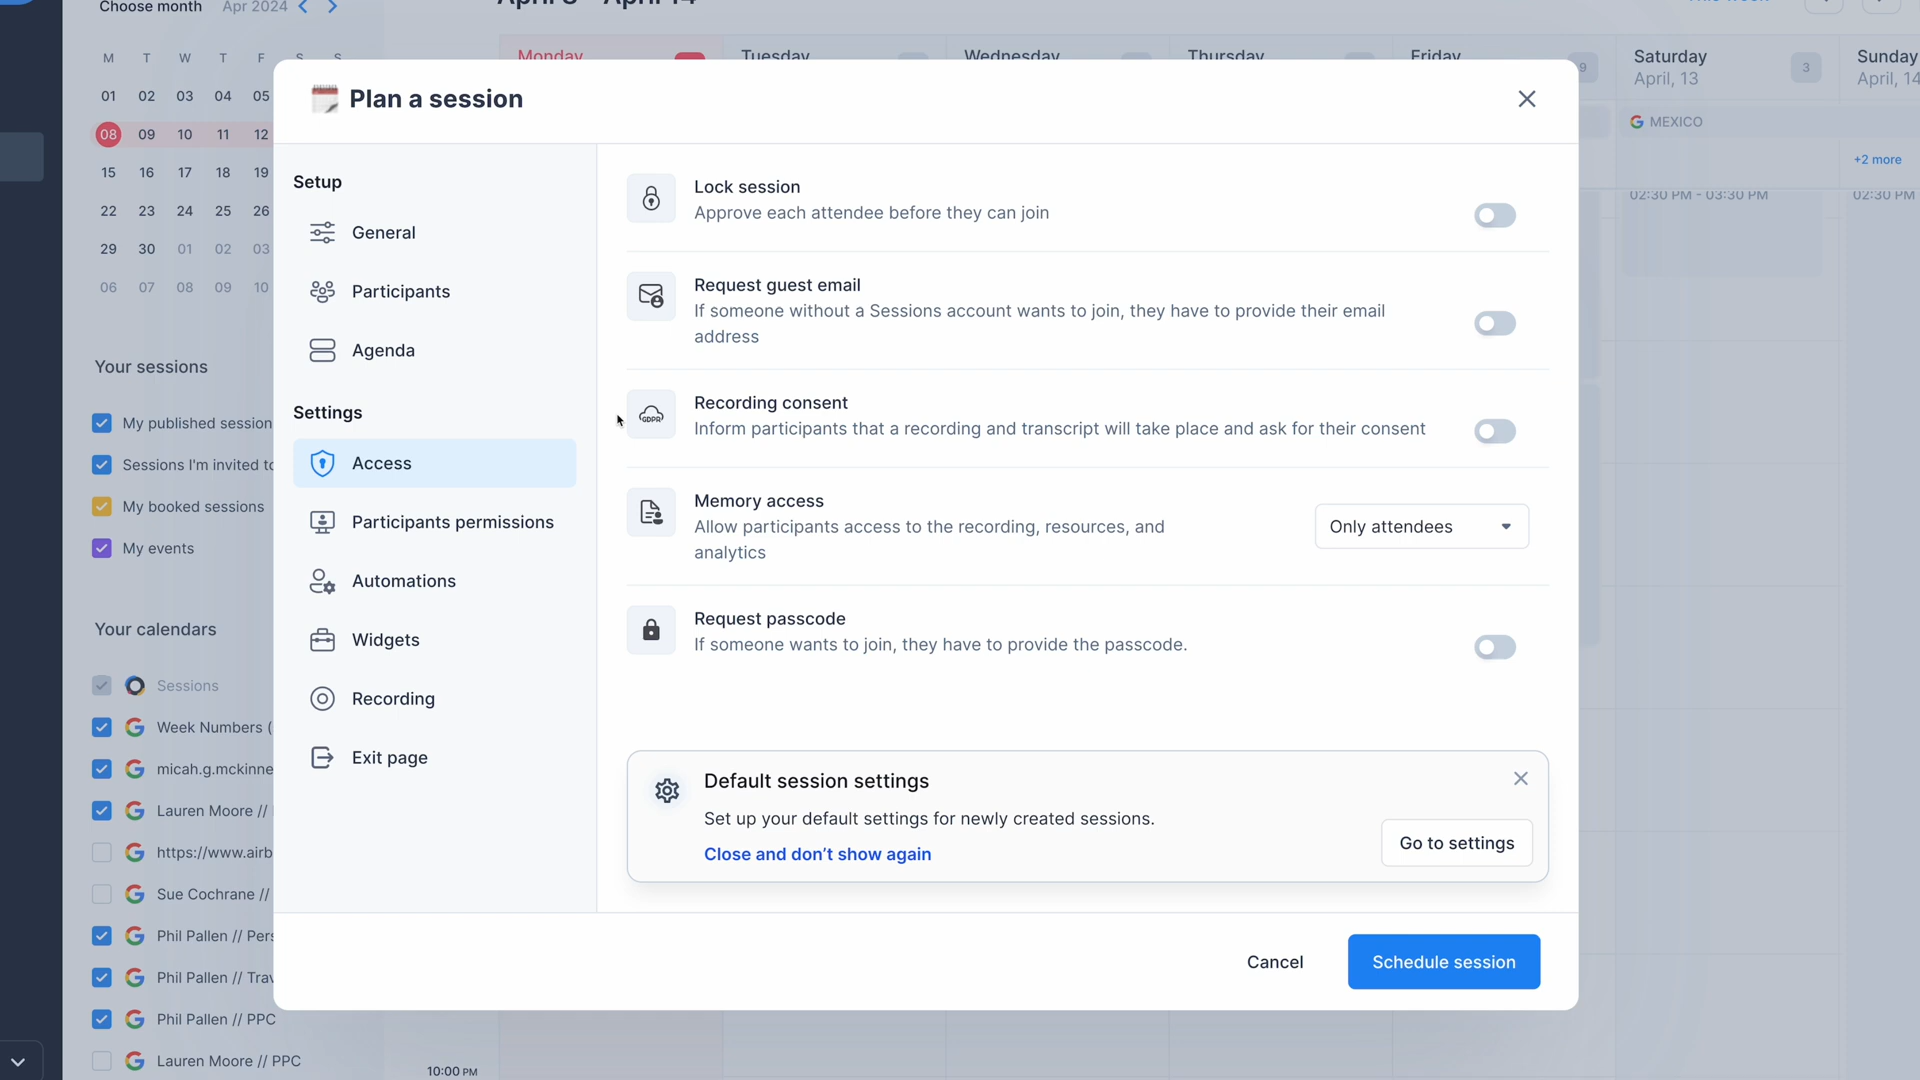 Choose month Apr 2024
This week
M T W T F S S
01 02 03 04 05
08 09 10 11 12
15 16 17 18 19
22 23 24 25 26
29 30 01 02 03
06 07 08 09 10
Your sessions
My published session
Sessions I'm invited to
My booked sessions
My events
Your calendars
Sessions
Week Numbers (
micah.g.mckinne
Lauren Moore //
https://www.airb
Sue Cochrane //
Phil Pallen // Pers
Phil Pallen // Trav
Phil Pallen // PPC
Lauren Moore // PPC
April 8 - April 14
Monday
Tuesday
Wednesday
Thursday
Friday
9
Saturday
April, 13
3
Sunday
April, 14
MEXICO
+2 more
02:30 PM - 03:30 PM
02:30 PM
10:00 PM
Plan a session
Setup
General
Participants
Agenda
Settings
Access
Participants permissions
Automations
Widgets
Recording
Exit page
Lock session
Approve each attendee before they can join
Request guest email
If someone without a Sessions account wants to join, they have to provide their email
address
GDPR
Recording consent
Inform participants that a recording and transcript will take place and ask for their consent
Memory access
Allow participants access to the recording, resources, and
analytics
Only attendees
Request passcode
If someone wants to join, they have to provide the passcode.
Default session settings
Set up your default settings for newly created sessions.
Close and don't show again
Go to settings
Cancel
Schedule session